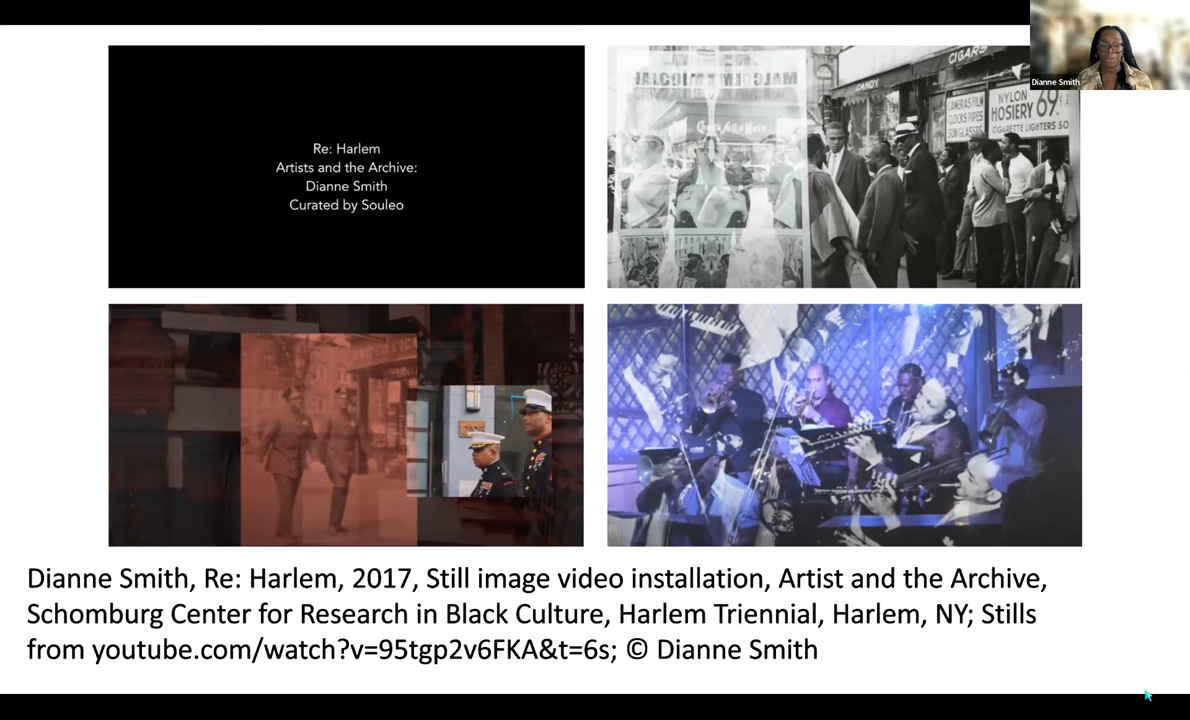 Re: Harlem
Artists and the Archive:
Dianne Smith
Curated by Souleo
CIGARS
CANDY
CAMERAS FILM
CLOCKS PIPES
SUN GLASSES
NYLON
HOSIERY 69
CIGARETTE LIGHTERS 50
Dianne Smith
Dianne Smith, Re: Harlem, 2017, Still image video installation, Artist and the Archive,
Schomburg Center for Research in Black Culture, Harlem Triennial, Harlem, NY; Stills
from youtube.com/watch?v=95tgp2v6FKA&t=6s; © Dianne Smith